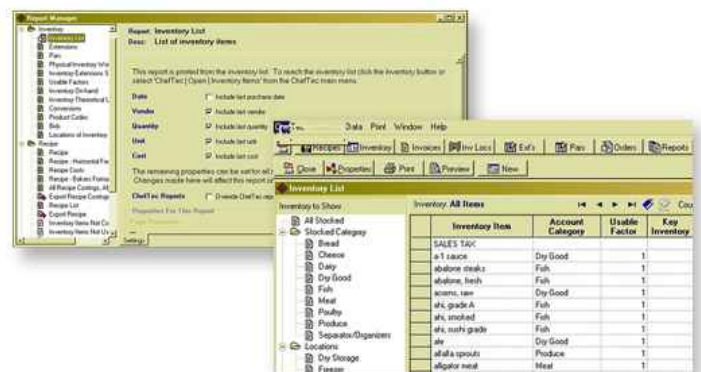 Report Manager
Inventory
Inventory List
Extensions
Pars
Physical Inventory
Inventory Extensions
Usable Factors
Inventory On-hand
Inventory Theoretical
Conversions
Product Codes
Bids
Locations of Inventory
Recipe
Recipe
Recipe - Horizontal
Recipe Costs
Recipe - Bakers
All Recipe Costings,
Export Recipe Costings
Recipe List
Export Recipe
Inventory Items Not
Inventory Items Not
Report: Inventory List
Desc: List of inventory items
This report is printed from the inventory list. To reach the inventory list click the Inventory button or
select 'ChefTec | Open | Inventory Items' from the ChefTec main menu.
Date Include last purchase date
Vendor Include last vendor
Quantity Include last quantity
Unit Include last unit
Cost Include last cost
The remaining properties can be set for all
Changes made here will affect this report
ChefTec Reports Override ChefTec
Properties For This Report
Settings
Data Print Window Help
Recipes Inventory Invoices Inv Locs Ext's Pars Orders Reports
Close Properties Print Preview New
Inventory List
Inventory to Show
All Stocked
Stocked Category
Bread
Cheese
Dairy
Dry Good
Fish
Meat
Poultry
Produce
Separator/Organizers
Locations
Dry Storage
Freezer
Inventory: All Items
Inventory Item Account Category Usable Factor Key Inventory
SALES TAX
a-1 sauce Dry Good 1
abalone steaks Fish 1
abalone, fresh Fish 1
acorns, raw Dry Good 1
ahi, grade A Fish 1
ahi, smoked Fish 1
ahi, sushi grade Fish 1
ale Dry Good 1
alfalfa sprouts Produce 1
alligator meat Meat 1